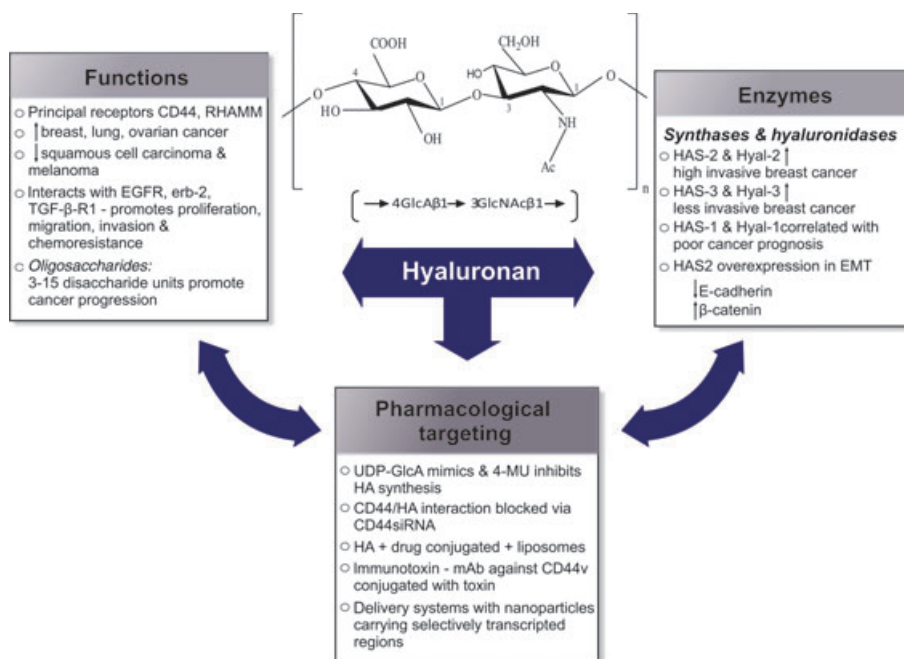 Functions
Principal receptors CD44, RHAMM
↑ breast, lung, ovarian cancer
↓ squamous cell carcinoma &
melanoma
Interacts with EGFR, erb-2,
TGF-β-R1 - promotes proliferation,
migration, invasion &
chemoresistance
Oligosaccharides:
3-15 disaccharide units promote
cancer progression
COOH
4
O
O
HO
OH
1
O
CH₂OH
HO
O
3
1
NH
Ac
O
n
4GlcAβ1 3GlcNAcβ1
Hyaluronan
Enzymes
Synthases & hyaluronidases
HAS-2 & Hyal-2 ↑
high invasive breast cancer
HAS-3 & Hyal-3 ↑
less invasive breast cancer
HAS-1 & Hyal-1correlated with
poor cancer prognosis
HAS2 overexpression in EMT
↓E-cadherin
↑β-catenin
Pharmacological
targeting
UDP-GlcA mimics & 4-MU inhibits
HA synthesis
CD44/HA interaction blocked via
CD44siRNA
HA + drug conjugated + liposomes
Immunotoxin - mAb against CD44v
conjugated with toxin
Delivery systems with nanoparticles
carrying selectively transcripted
regions